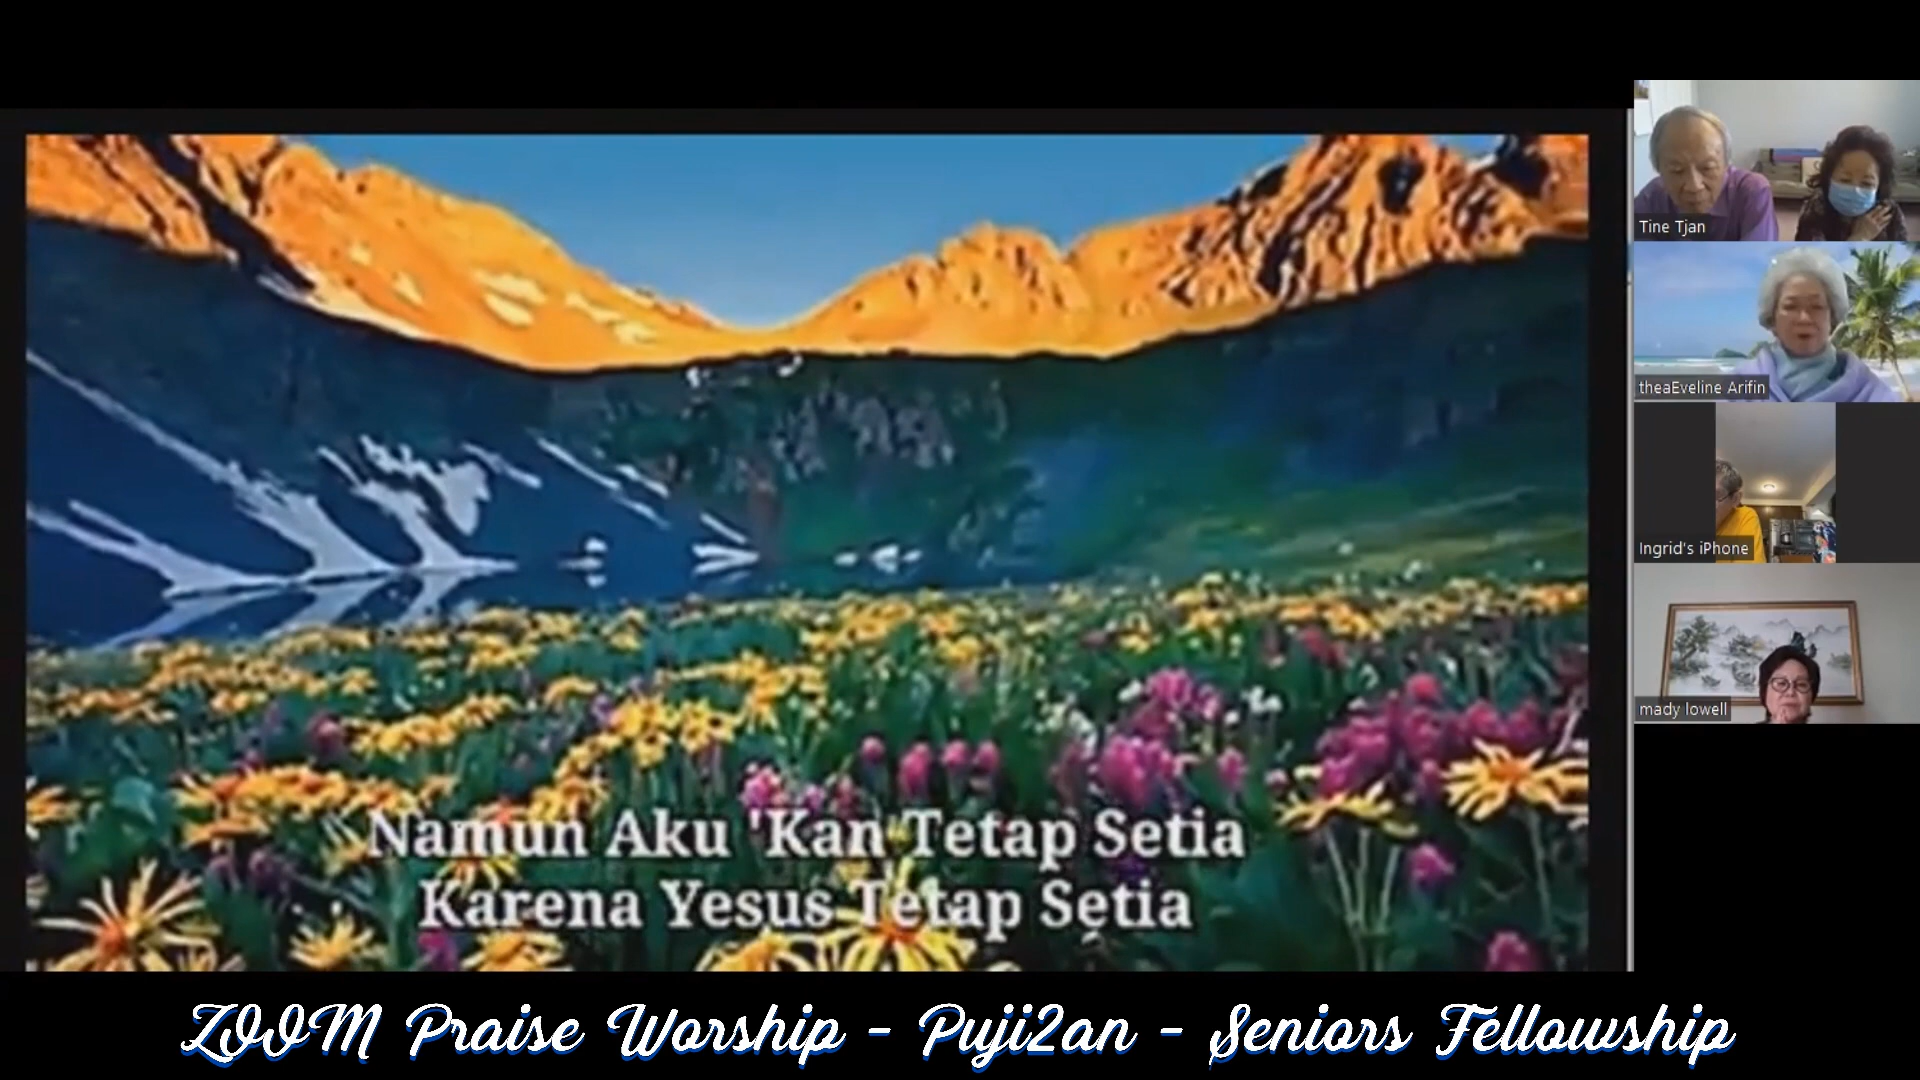 Tine Tjan
theaEveline Arifin
Ingrid's iPhone
mady lowell
Namun Aku 'Kan Tetap Setia
Karena Yesus Tetap Setia
ZOOM Praise Worship - Puji2an - Seniors Fellowship